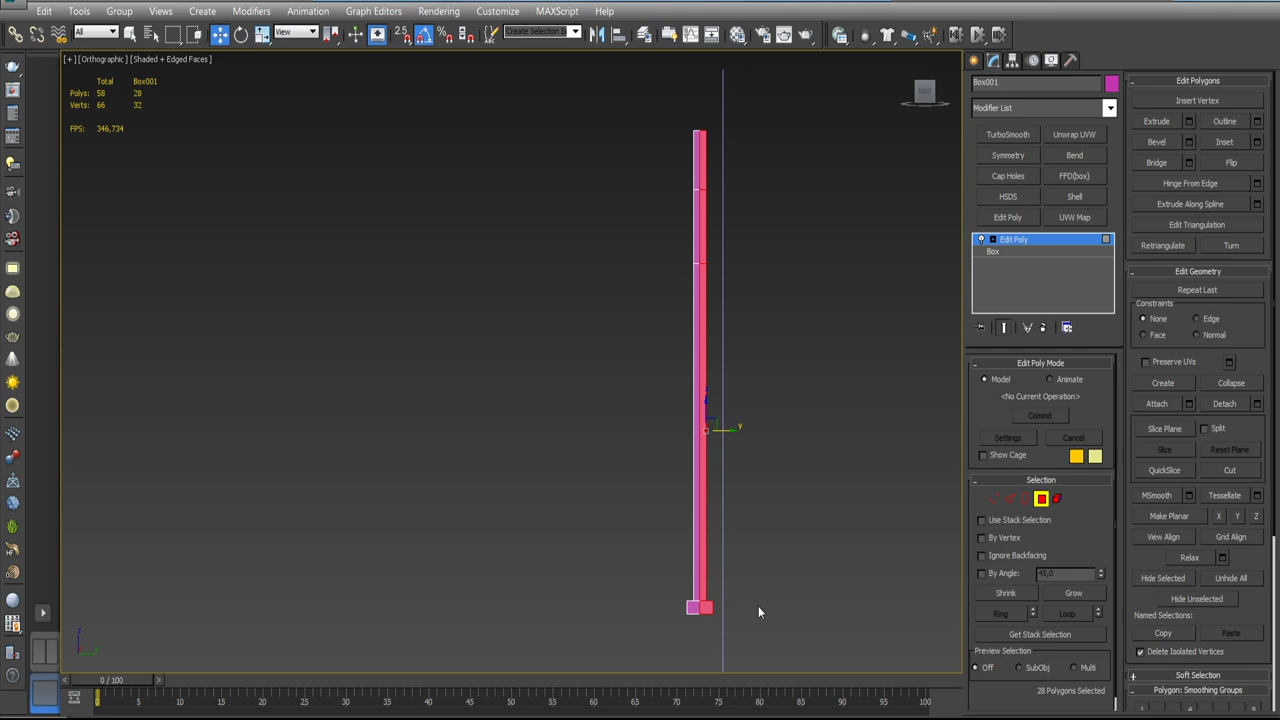 Edit Tools Group Views Create Modifiers Animation Graph Editors Rendering Customize MAXScript Help
All View 2.5 Create Selection S
[+] [Orthographic] [Shaded + Edged Faces]
Total Box001
Polys: 58 28
Verts: 66 32
FPS: 346,734
y
z
0 / 100
0 5 10 15 20 25 30 35 40 45 50 55 60 65 70 75 80 85 90 95 100
Box001
Modifier List
TurboSmooth Unwrap UVW
Symmetry Bend
Cap Holes FFD(box)
HSDS Shell
Edit Poly UVW Map
Edit Poly
Box
Edit Poly Mode
Model Animate
<No Current Operation>
Commit
Settings Cancel
Show Cage
Selection
Use Stack Selection
By Vertex
Ignore Backfacing
By Angle: 45,0
Shrink Grow
Ring Loop
Get Stack Selection
Preview Selection
Off SubObj Multi
28 Polygons Selected
Edit Polygons
Insert Vertex
Extrude Outline
Bevel Inset
Bridge Flip
Hinge From Edge
Extrude Along Spline
Edit Triangulation
Retriangulate Turn
Edit Geometry
Repeat Last
Constraints
None Edge
Face Normal
Preserve UVs
Create Collapse
Attach Detach
Slice Plane Split
Slice Reset Plane
QuickSlice Cut
MSmooth Tessellate
Make Planar X Y Z
View Align Grid Align
Relax
Hide Selected Unhide All
Hide Unselected
Named Selections:
Copy Paste
Delete Isolated Vertices
Soft Selection
Polygon: Smoothing Groups